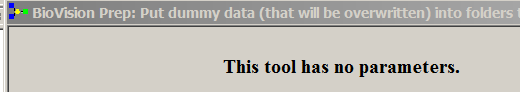 BioVision Prep: Put dummy data (that will be overwritten) into folders
This tool has no parameters.